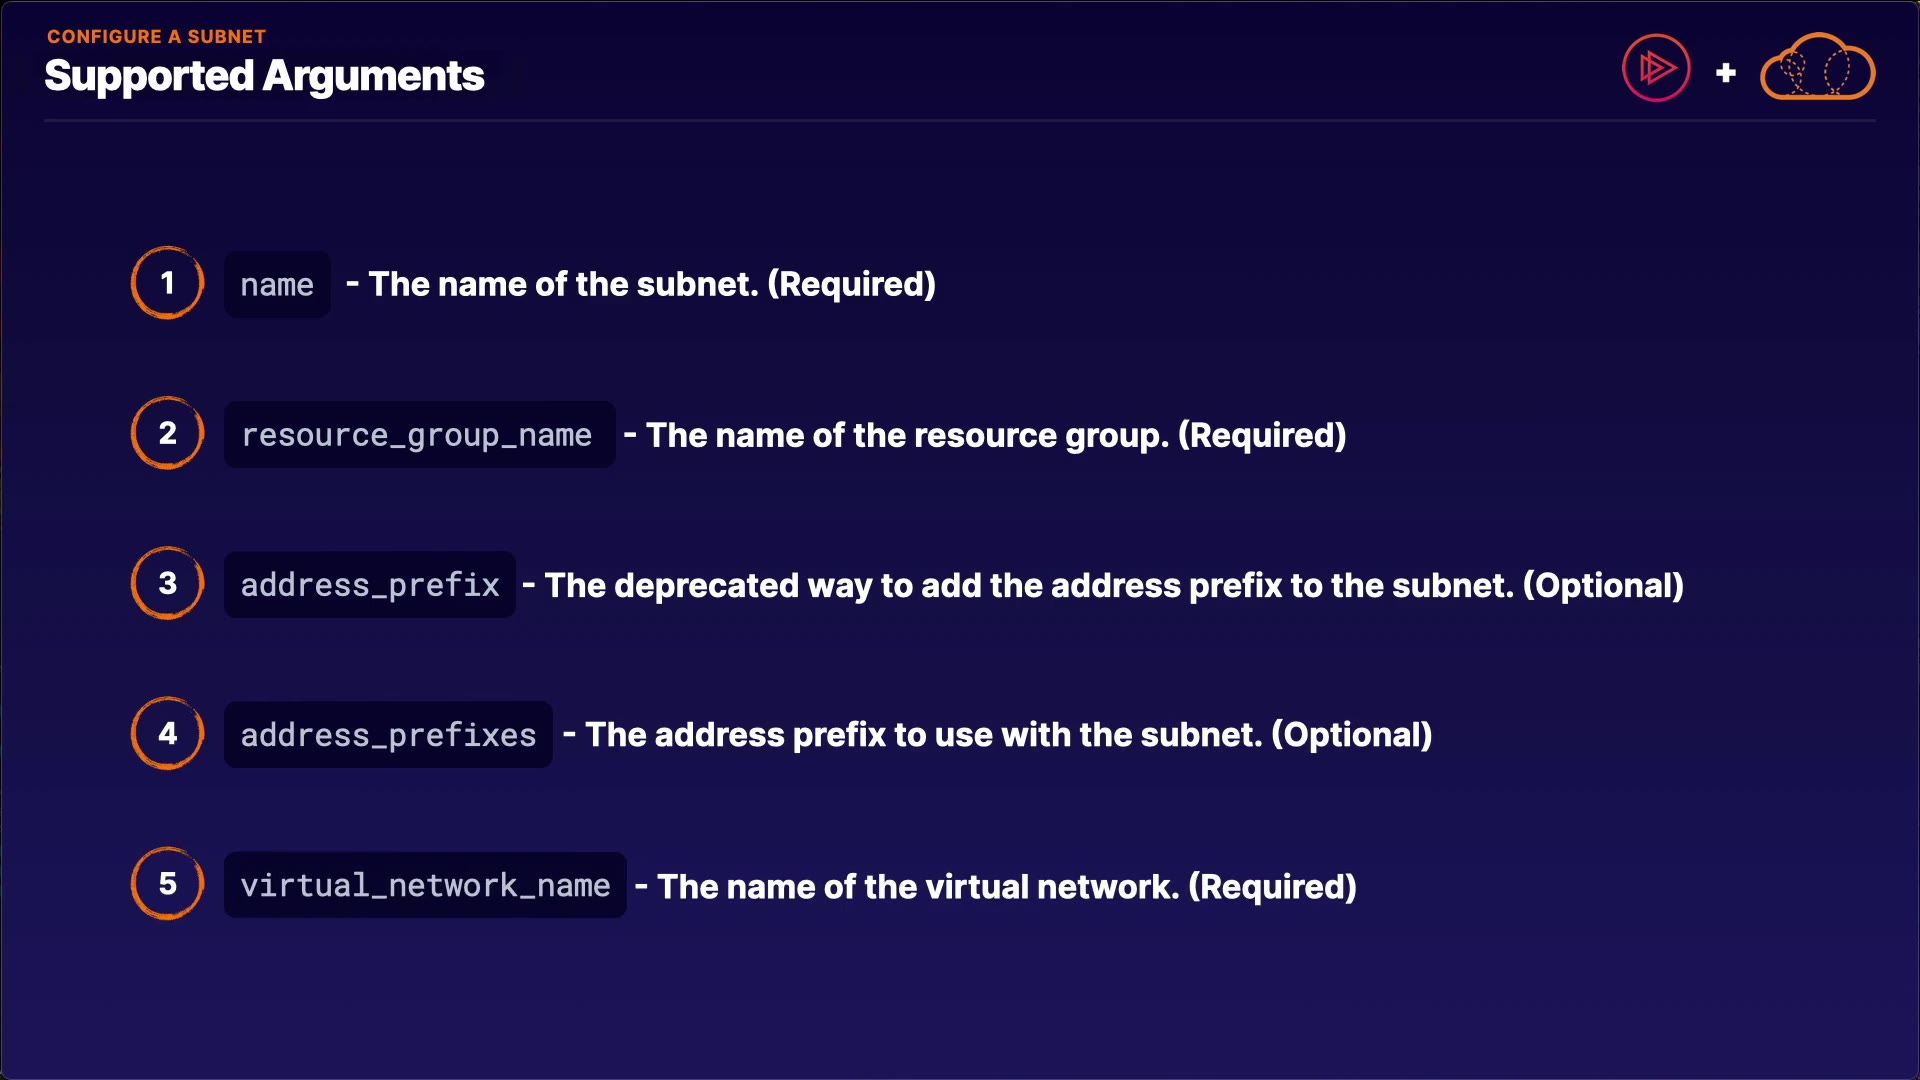 CONFIGURE A SUBNET
Supported Arguments
+
1 name - The name of the subnet. (Required)
2 resource_group_name - The name of the resource group. (Required)
3 address_prefix - The deprecated way to add the address prefix to the subnet. (Optional)
4 address_prefixes - The address prefix to use with the subnet. (Optional)
5 virtual_network_name - The name of the virtual network. (Required)